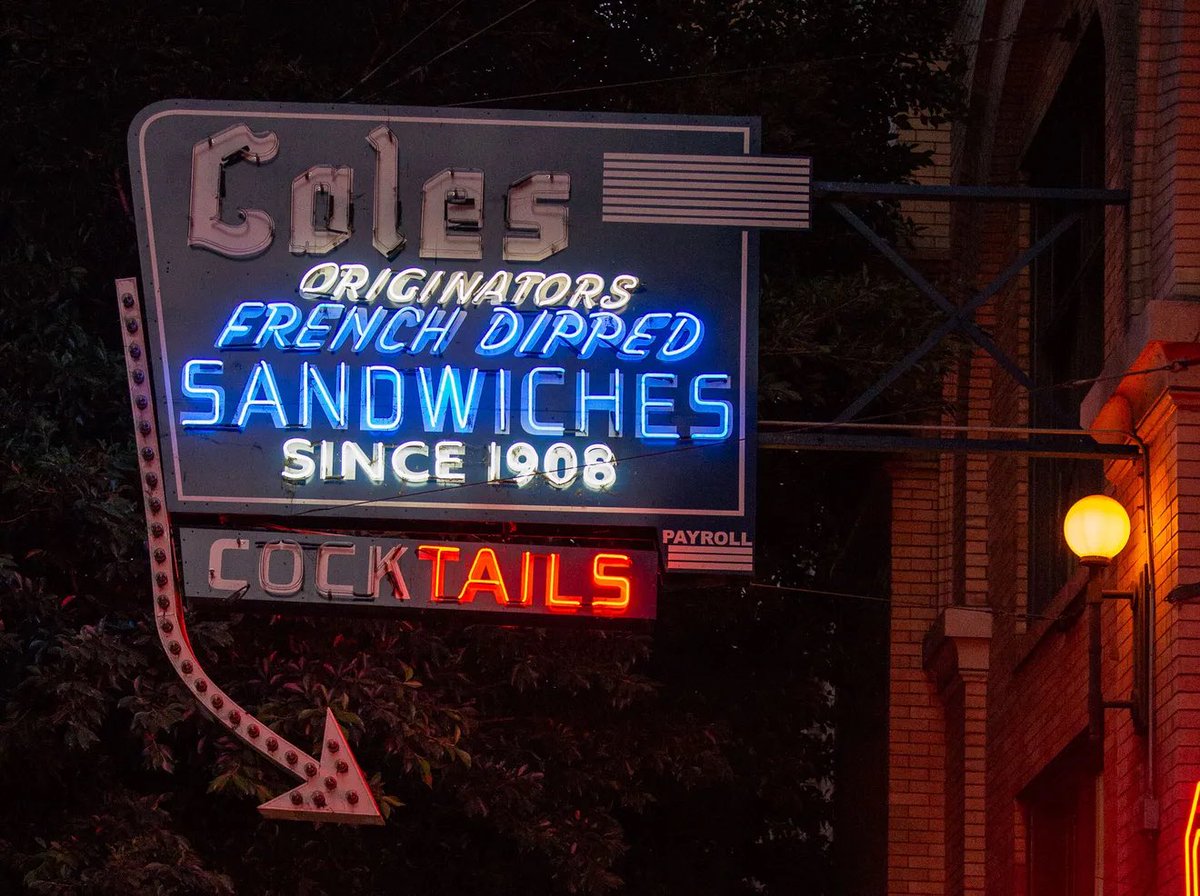 Coles
ORIGINATORS
FRENCH DIPPED
SANDWICHES
SINCE 1908
PAYROLL
COCKTAILS